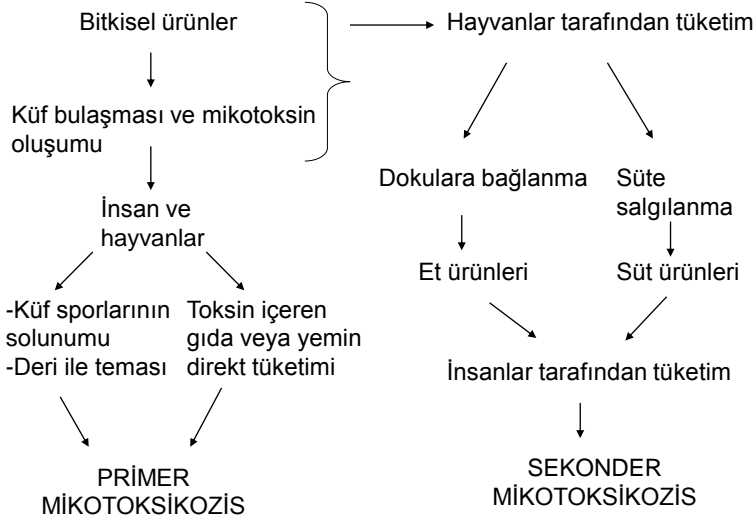 Bitkisel ürünler
Küf bulaşması ve mikotoksin
oluşumu
İnsan ve
hayvanlar
-Küf sporlarının
solunumu
-Deri ile teması
Toksin içeren
gıda veya yemin
direkt tüketimi
PRİMER
MİKOTOKSİKOZİS
Hayvanlar tarafından tüketim
Dokulara bağlanma
Süte
salgılanma
Et ürünleri
Süt ürünleri
İnsanlar tarafından tüketim
SEKONDER
MİKOTOKSİKOZİS